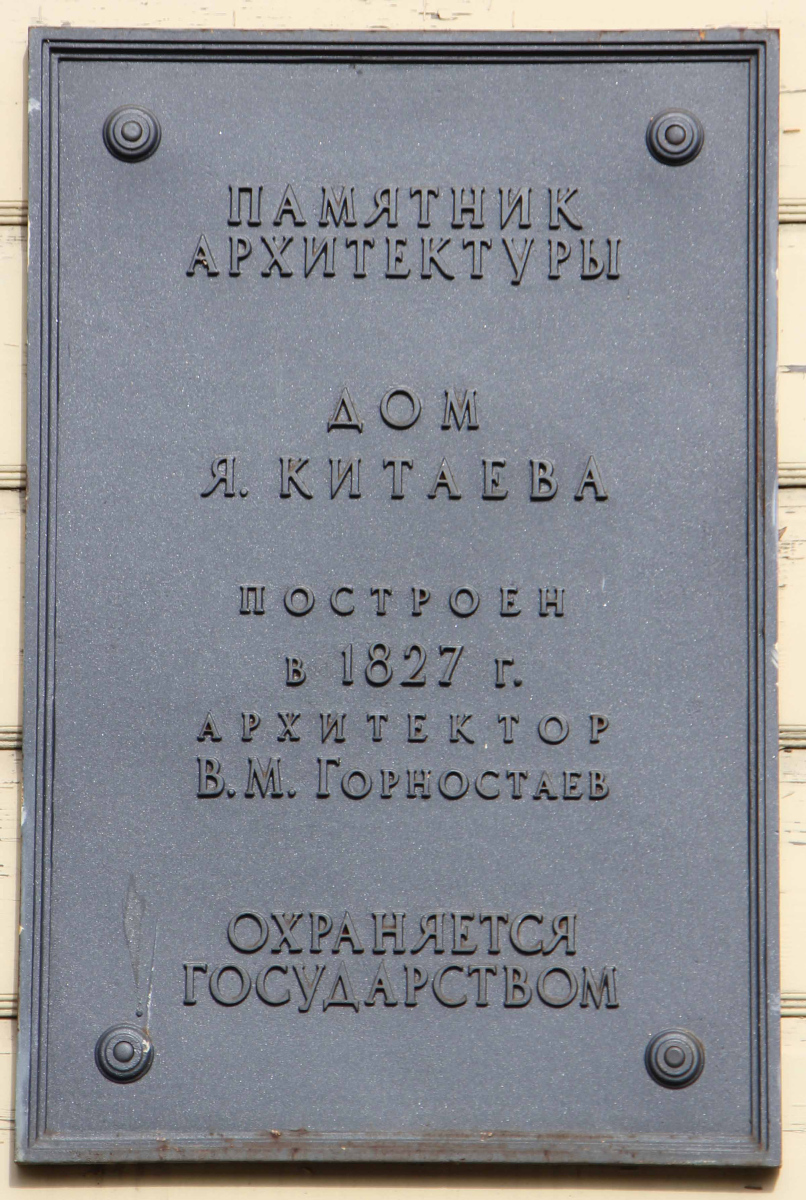 ПАМЯТНИК
АРХИТЕКТУРЫ
ДОМ
Я. КИТАЕВА
ПОСТРОЕН
В 1827 Г.
АРХИТЕКТОР
В.М. ГОРНОСТАЕВ
ОХРАНЯЕТСЯ
ГОСУДАРСТВОМ